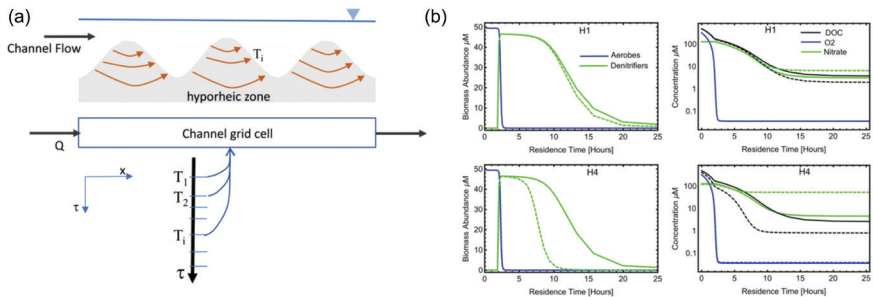 (a)
Channel Flow
T_i
hyporheic zone
Channel grid cell
Q
x
τ
T_1
T_2
T_i
τ
(b)
H1
Biomass Abundance μM
50
40
30
20
10
0
Aerobes
Denitrifiers
0 5 10 15 20 25
Residence Time [Hours]
H1
Concentration μM
100
10
1
0.1
DOC
O2
Nitrate
0 5 10 15 20 25
Residence Time [Hours]
H4
Biomass Abundance μM
50
40
30
20
10
0
0 5 10 15 20 25
Residence Time [Hours]
H4
Concentration μM
100
10
1
0.1
0 5 10 15 20 25
Residence Time [Hours]